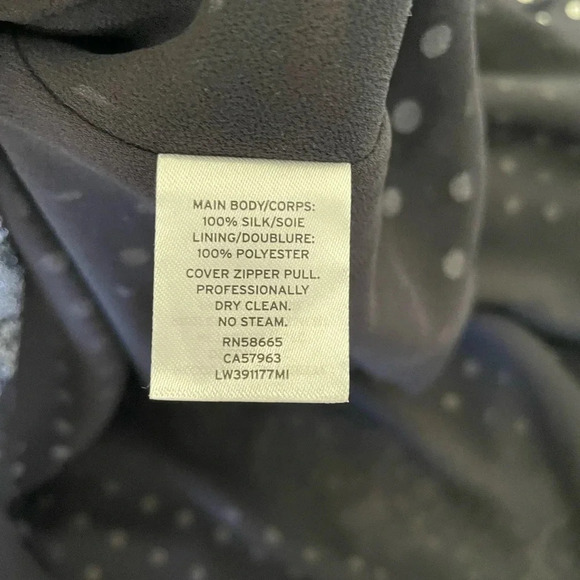 MAIN BODY/CORPS:
100% SILK/SOIE
LINING/DOUBLURE:
100% POLYESTER
COVER ZIPPER PULL.
PROFESSIONALLY
DRY CLEAN.
NO STEAM.
RN58665
CA57963
LW391177MI